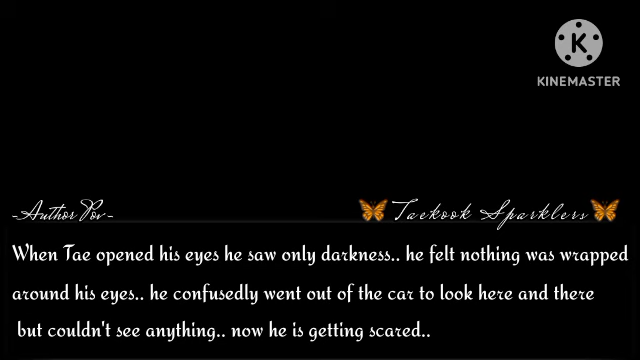 KINEMASTER
-Author Pov-
🦋Taekook Sparklers🦋
When Tae opened his eyes he saw only darkness.. he felt nothing was wrapped
around his eyes.. he confusedly went out of the car to look here and there
but couldn't see anything.. now he is getting scared..